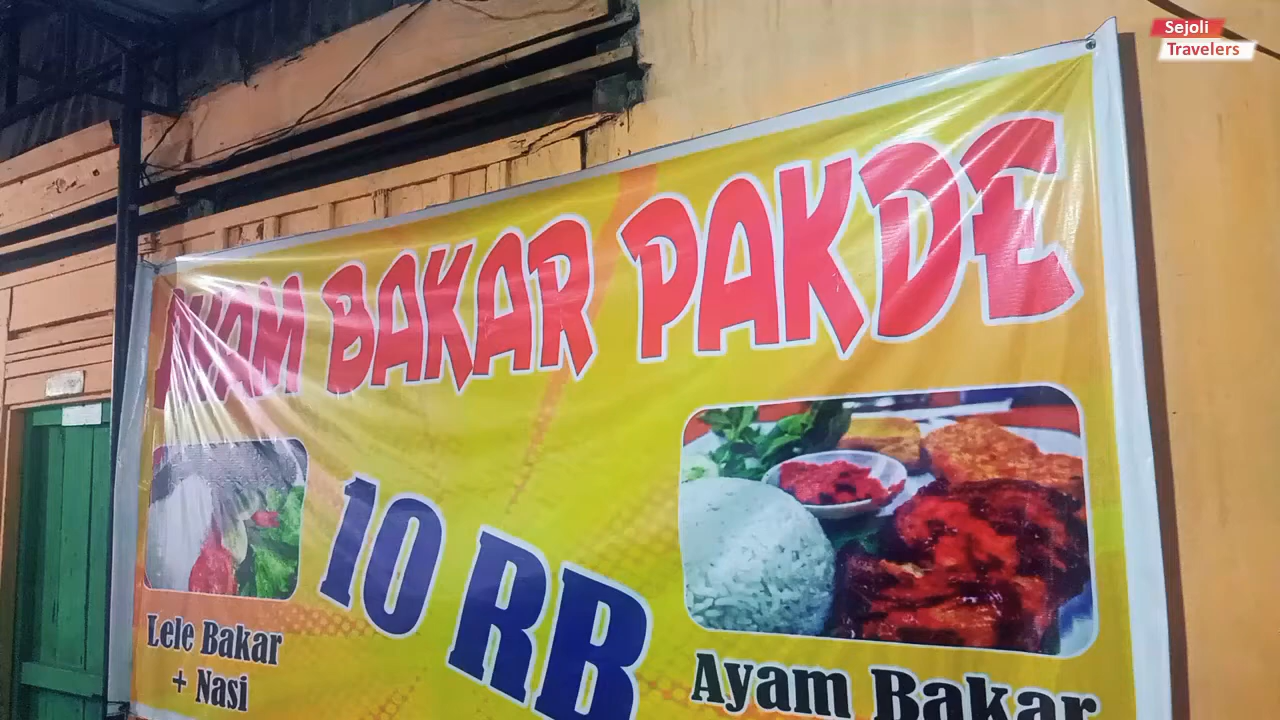 Sejoli
Travelers
AYAM BAKAR PAKDE
10 RB
Lele Bakar
+ Nasi
Ayam Bakar